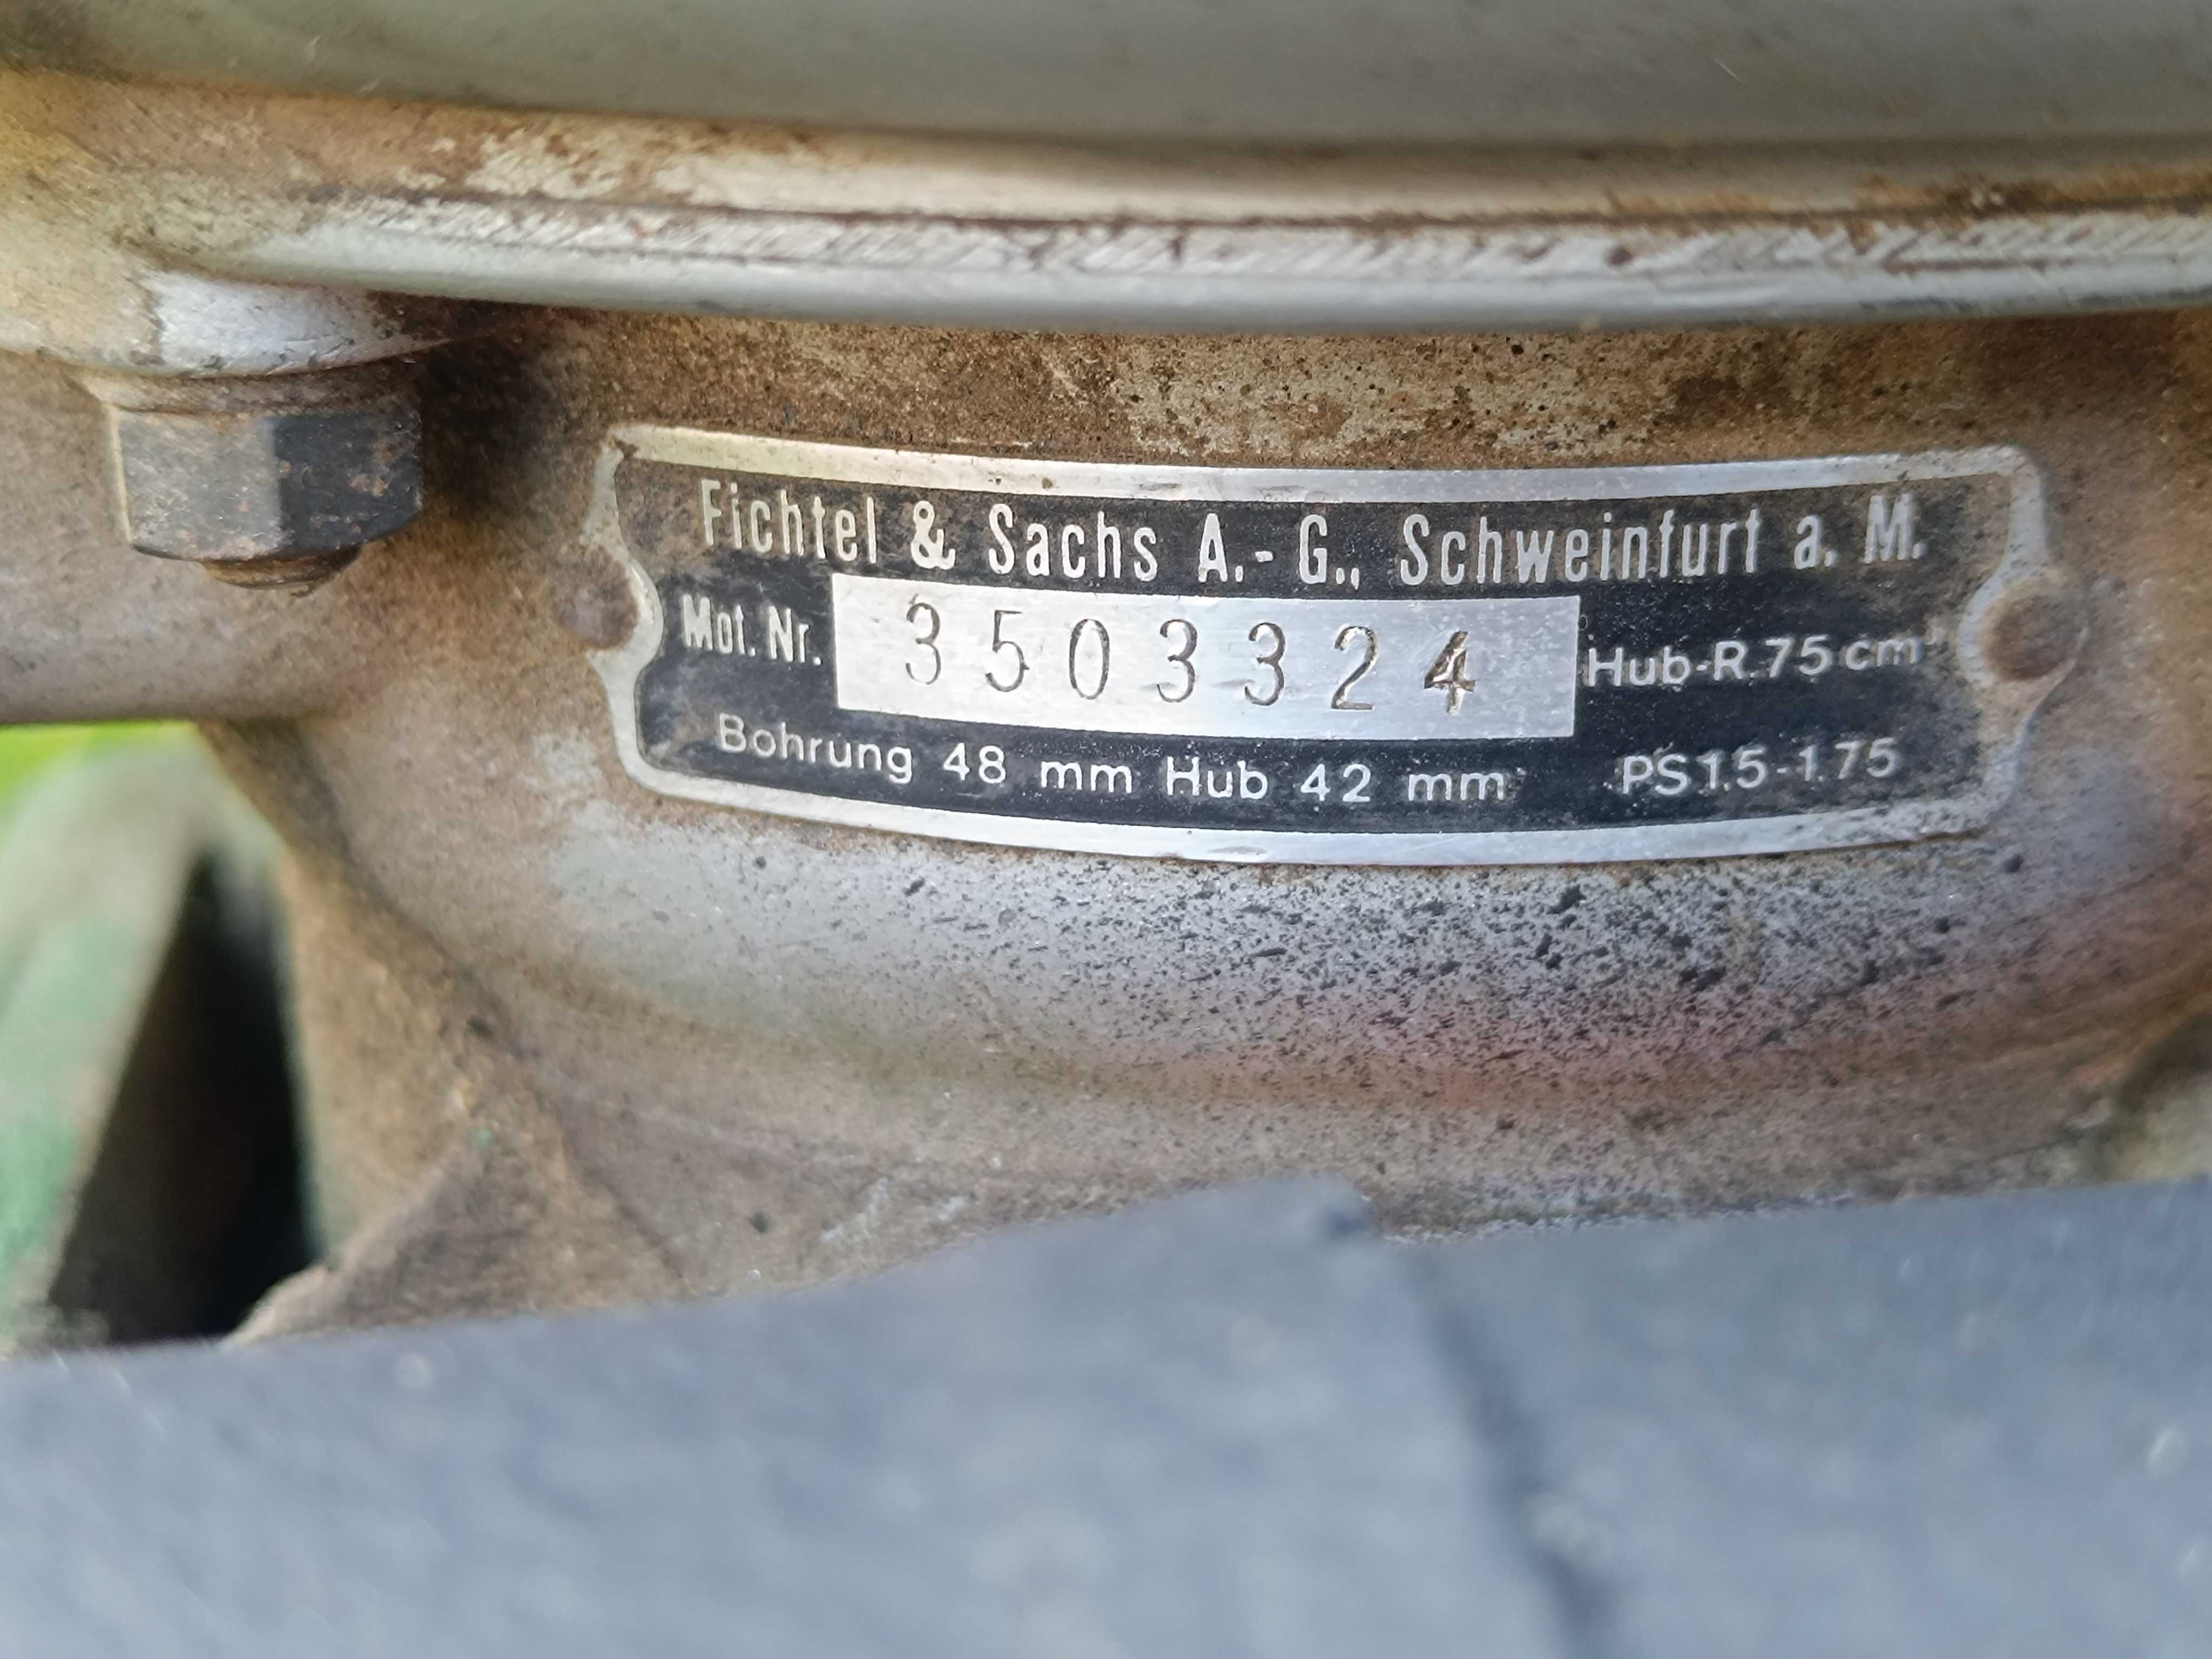 Fichtel & Sachs A.-G., Schweinfurt a. M.
Mot. Nr. 3503324 Hub-R. 75 cm³
Bohrung 48 mm Hub 42 mm PS 1.5-1.75